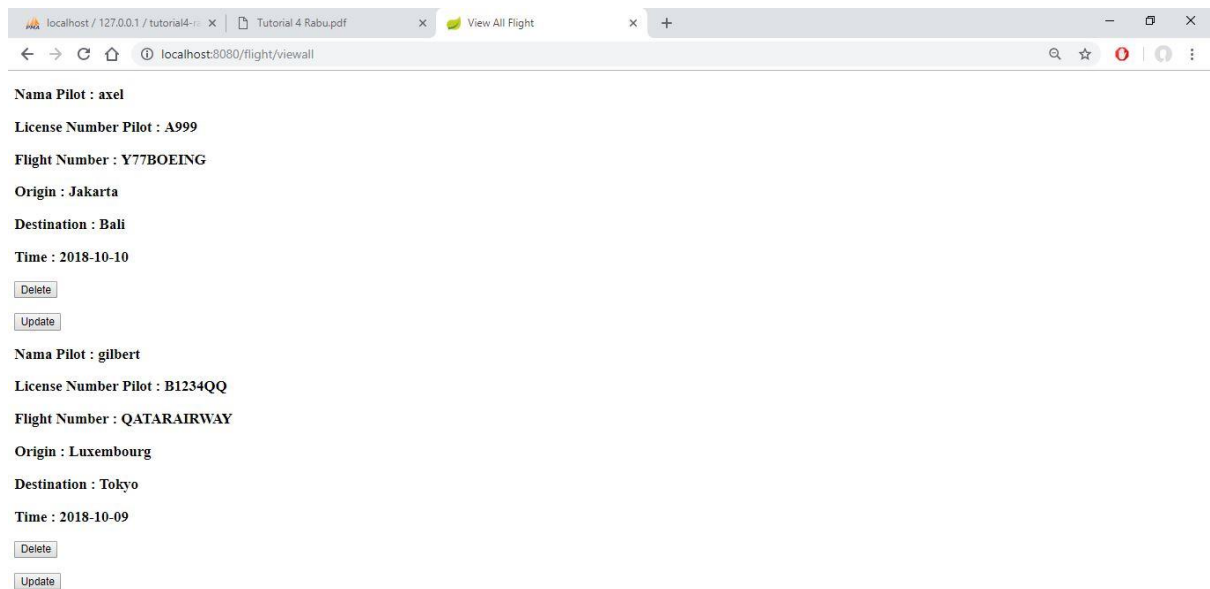 localhost / 127.0.0.1 / tutorial4-ra
Tutorial 4 Rabu.pdf
View All Flight
localhost:8080/flight/viewall
Nama Pilot : axel
License Number Pilot : A999
Flight Number : Y77BOEING
Origin : Jakarta
Destination : Bali
Time : 2018-10-10
Delete
Update
Nama Pilot : gilbert
License Number Pilot : B1234QQ
Flight Number : QATARAIRWAY
Origin : Luxembourg
Destination : Tokyo
Time : 2018-10-09
Delete
Update